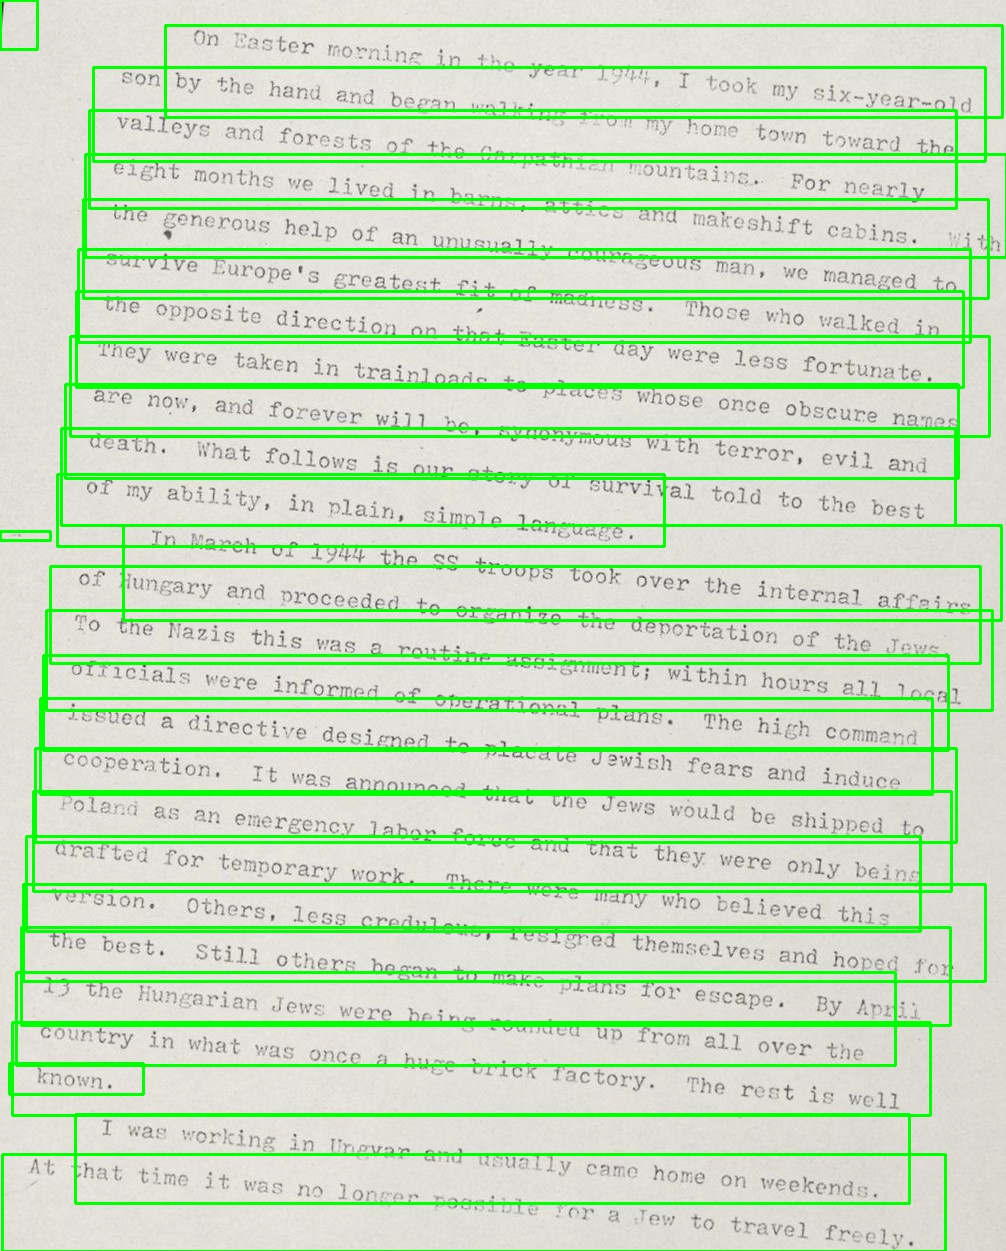 On Easter morning in the year 1944, I took my six-year-old
son by the hand and began walking from my home town toward the
valleys and forests of the Carpathian mountains. For nearly
eight months we lived in barns, attics and makeshift cabins. With
the generous help of an unusually courageous man, we managed to
survive Europe's greatest fit of madness. Those who walked in
the opposite direction on that Easter day were less fortunate.
They were taken in trainloads to places whose once obscure names
are now, and forever will be, synonymous with terror, evil and
death. What follows is our story of survival told to the best
of my ability, in plain, simple language.
In March of 1944 the SS troops took over the internal affairs
of Hungary and proceeded to organize the deportation of the Jews.
To the Nazis this was a routine assignment; within hours all local
officials were informed of operational plans. The high command
issued a directive designed to placate Jewish fears and induce
cooperation. It was announced that the Jews would be shipped to
Poland as an emergency labor force and that they were only being
drafted for temporary work. There were many who believed this
version. Others, less credulous, resigned themselves and hoped for
the best. Still others began to make plans for escape. By April
13 the Hungarian Jews were being rounded up from all over the
country in what was once a huge brick factory. The rest is well
known.
I was working in Ungvar and usually came home on weekends.
At that time it was no longer possible for a Jew to travel freely.